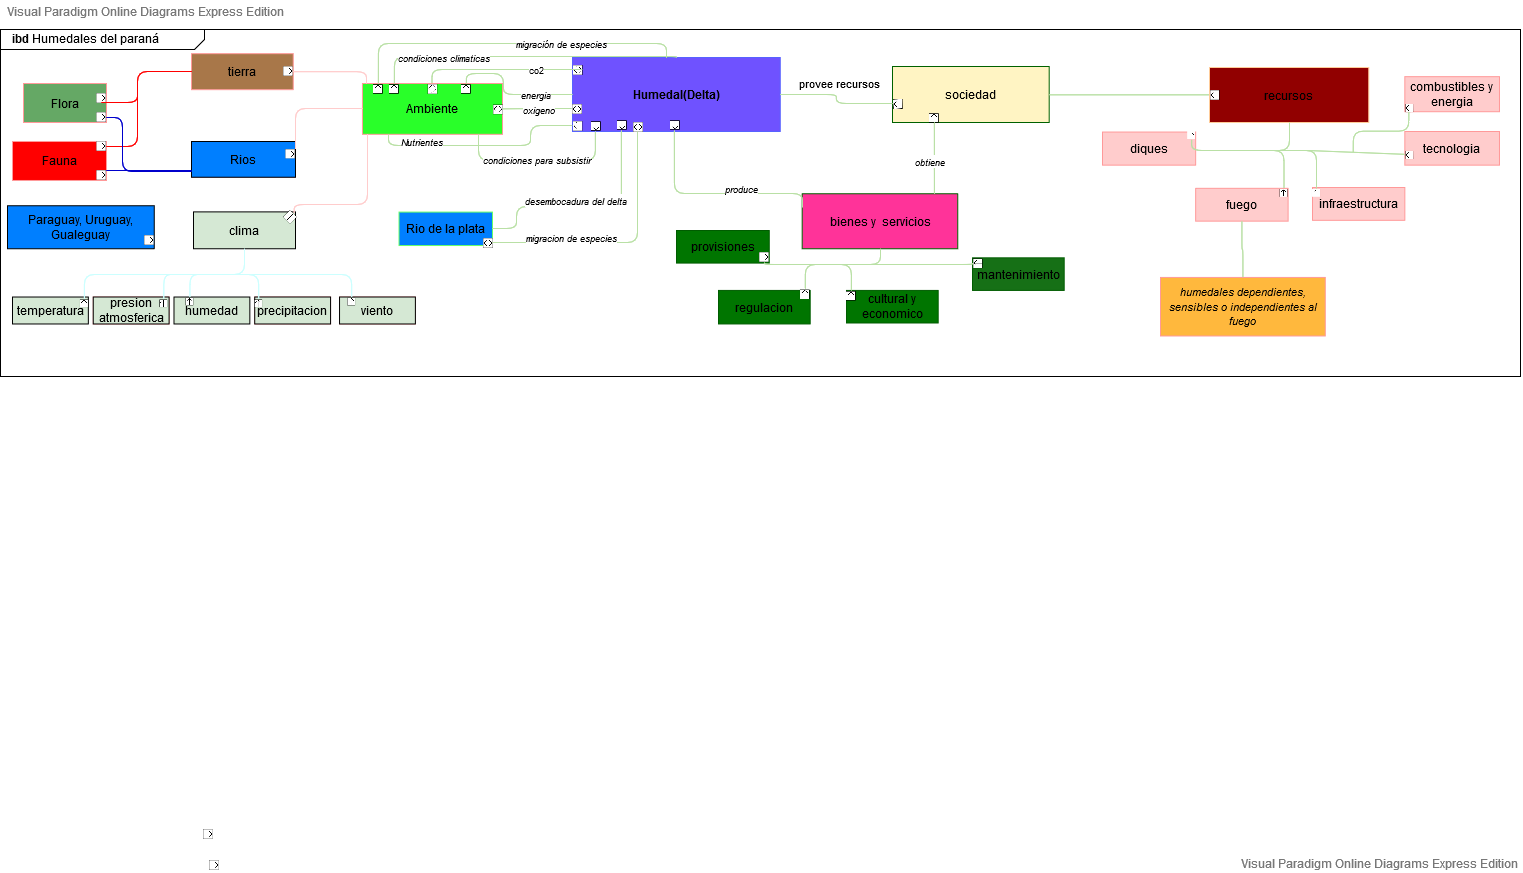 Visual Paradigm Online Diagrams Express Edition
ibd Humedales del paraná
migración de especies
condiciones climaticas
co2
energia
oxigeno
Nutrientes
condiciones para subsistir
tierra
Flora
Ambiente
Humedal(Delta)
provee recursos
sociedad
recursos
combustibles y
energia
Fauna
Rios
diques
tecnologia
obtiene
produce
desembocadura del delta
fuego
infraestructura
Paraguay, Uruguay,
Gualeguay
clima
Rio de la plata
migracion de especies
bienes y servicios
provisiones
mantenimiento
temperatura
presion
atmosferica
humedad
precipitacion
viento
regulacion
cultural y
economico
humedales dependientes,
sensibles o independientes al
fuego
Visual Paradigm Online Diagrams Express Edition